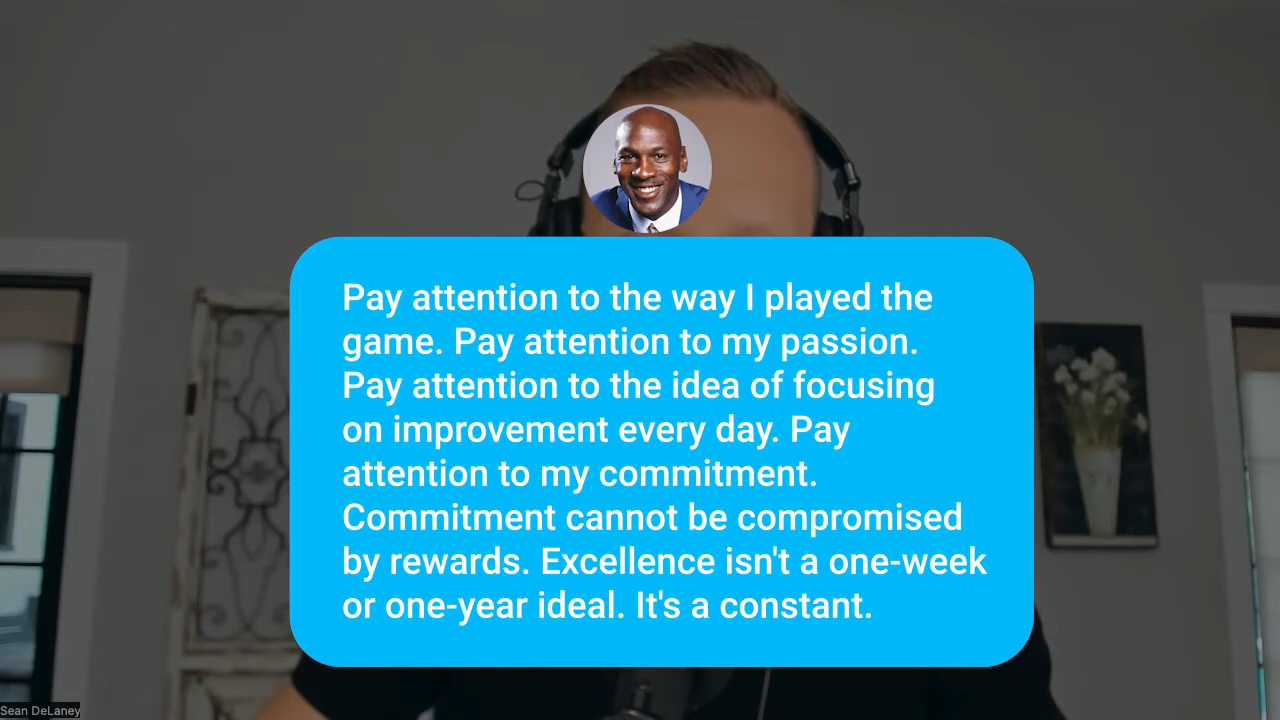 Pay attention to the way I played the
game. Pay attention to my passion.
Pay attention to the idea of focusing
on improvement every day. Pay
attention to my commitment.
Commitment cannot be compromised
by rewards. Excellence isn't a one-week
or one-year ideal. It's a constant.
Sean DeLaney